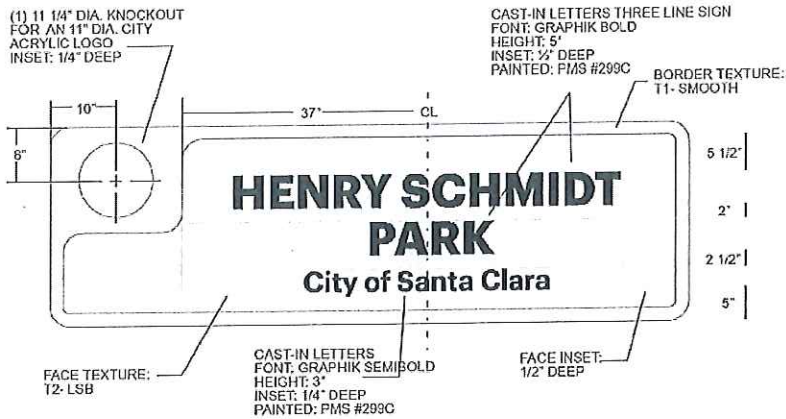 (1) 11 1/4" DIA. KNOCKOUT
FOR AN 11" DIA. CITY
ACRYLIC LOGO
INSET: 1/4" DEEP
CAST-IN LETTERS THREE LINE SIGN
FONT: GRAPHIK BOLD
HEIGHT: 5"
INSET: ½" DEEP
PAINTED: PMS #299C
BORDER TEXTURE:
T1- SMOOTH
10"
37"
CL
8"
5 1/2"
2"
2 1/2"
5"
HENRY SCHMIDT
PARK
City of Santa Clara
FACE TEXTURE:
T2- LSB
CAST-IN LETTERS
FONT: GRAPHIK SEMIBOLD
HEIGHT: 3"
INSET: 1/4" DEEP
PAINTED: PMS #299C
FACE INSET:
1/2" DEEP